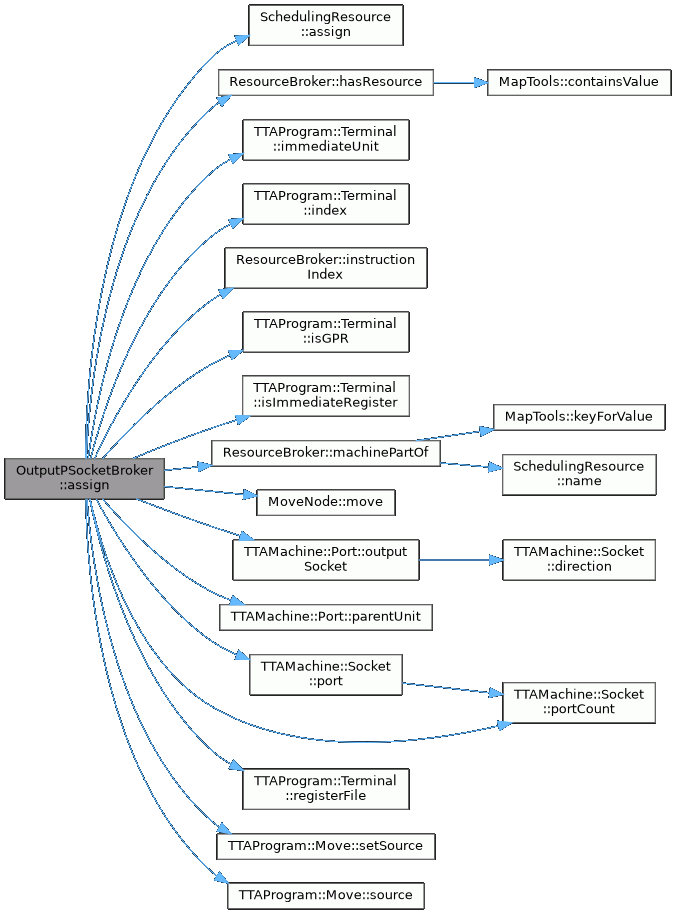 SchedulingResource
::assign
ResourceBroker::hasResource
MapTools::containsValue
TTAProgram::Terminal
::immediateUnit
TTAProgram::Terminal
::index
ResourceBroker::instruction
Index
TTAProgram::Terminal
::isGPR
TTAProgram::Terminal
::isImmediateRegister
MapTools::keyForValue
ResourceBroker::machinePartOf
SchedulingResource
::name
OutputPSocketBroker
::assign
MoveNode::move
TTAMachine::Port::output
Socket
TTAMachine::Socket
::direction
TTAMachine::Port::parentUnit
TTAMachine::Socket
::port
TTAMachine::Socket
::portCount
TTAProgram::Terminal
::registerFile
TTAProgram::Move::setSource
TTAProgram::Move::source